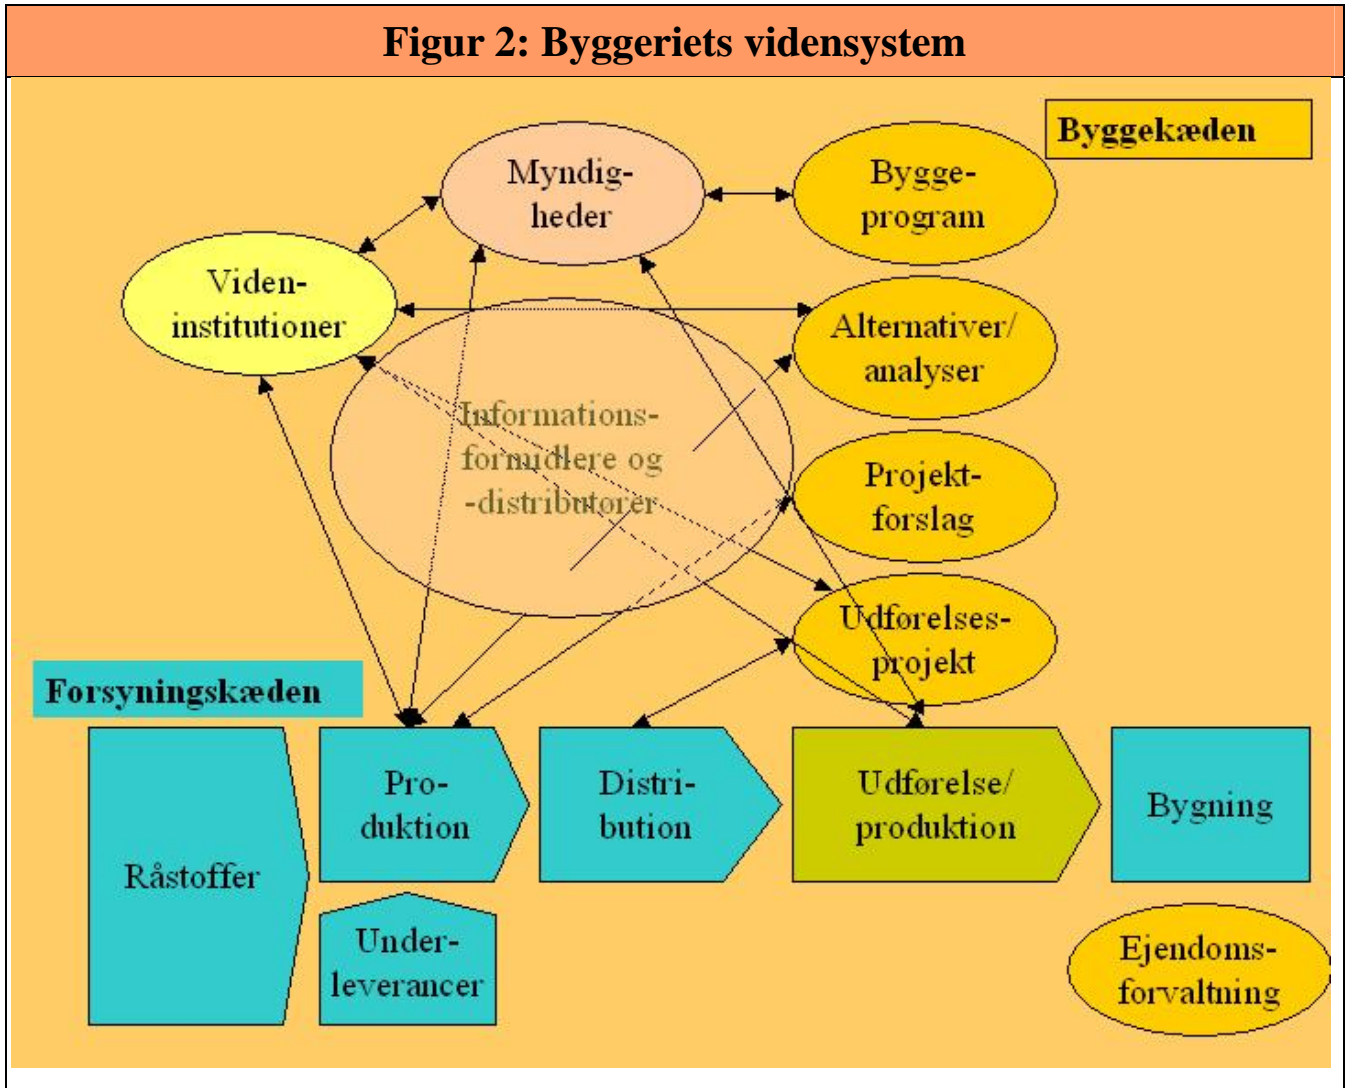 Figur 2: Byggeriets vidensystem
Byggekæden
Myndig-
heder
Bygge-
program
Viden-
institutioner
Alternativer/
analyser
Informations-
formidlere og
-distributører
Projekt-
forslag
Udførelses-
projekt
Forsyningskæden
Råstoffer
Pro-
duktion
Distri-
bution
Udførelse/
produktion
Bygning
Under-
leverancer
Ejendoms-
forvaltning